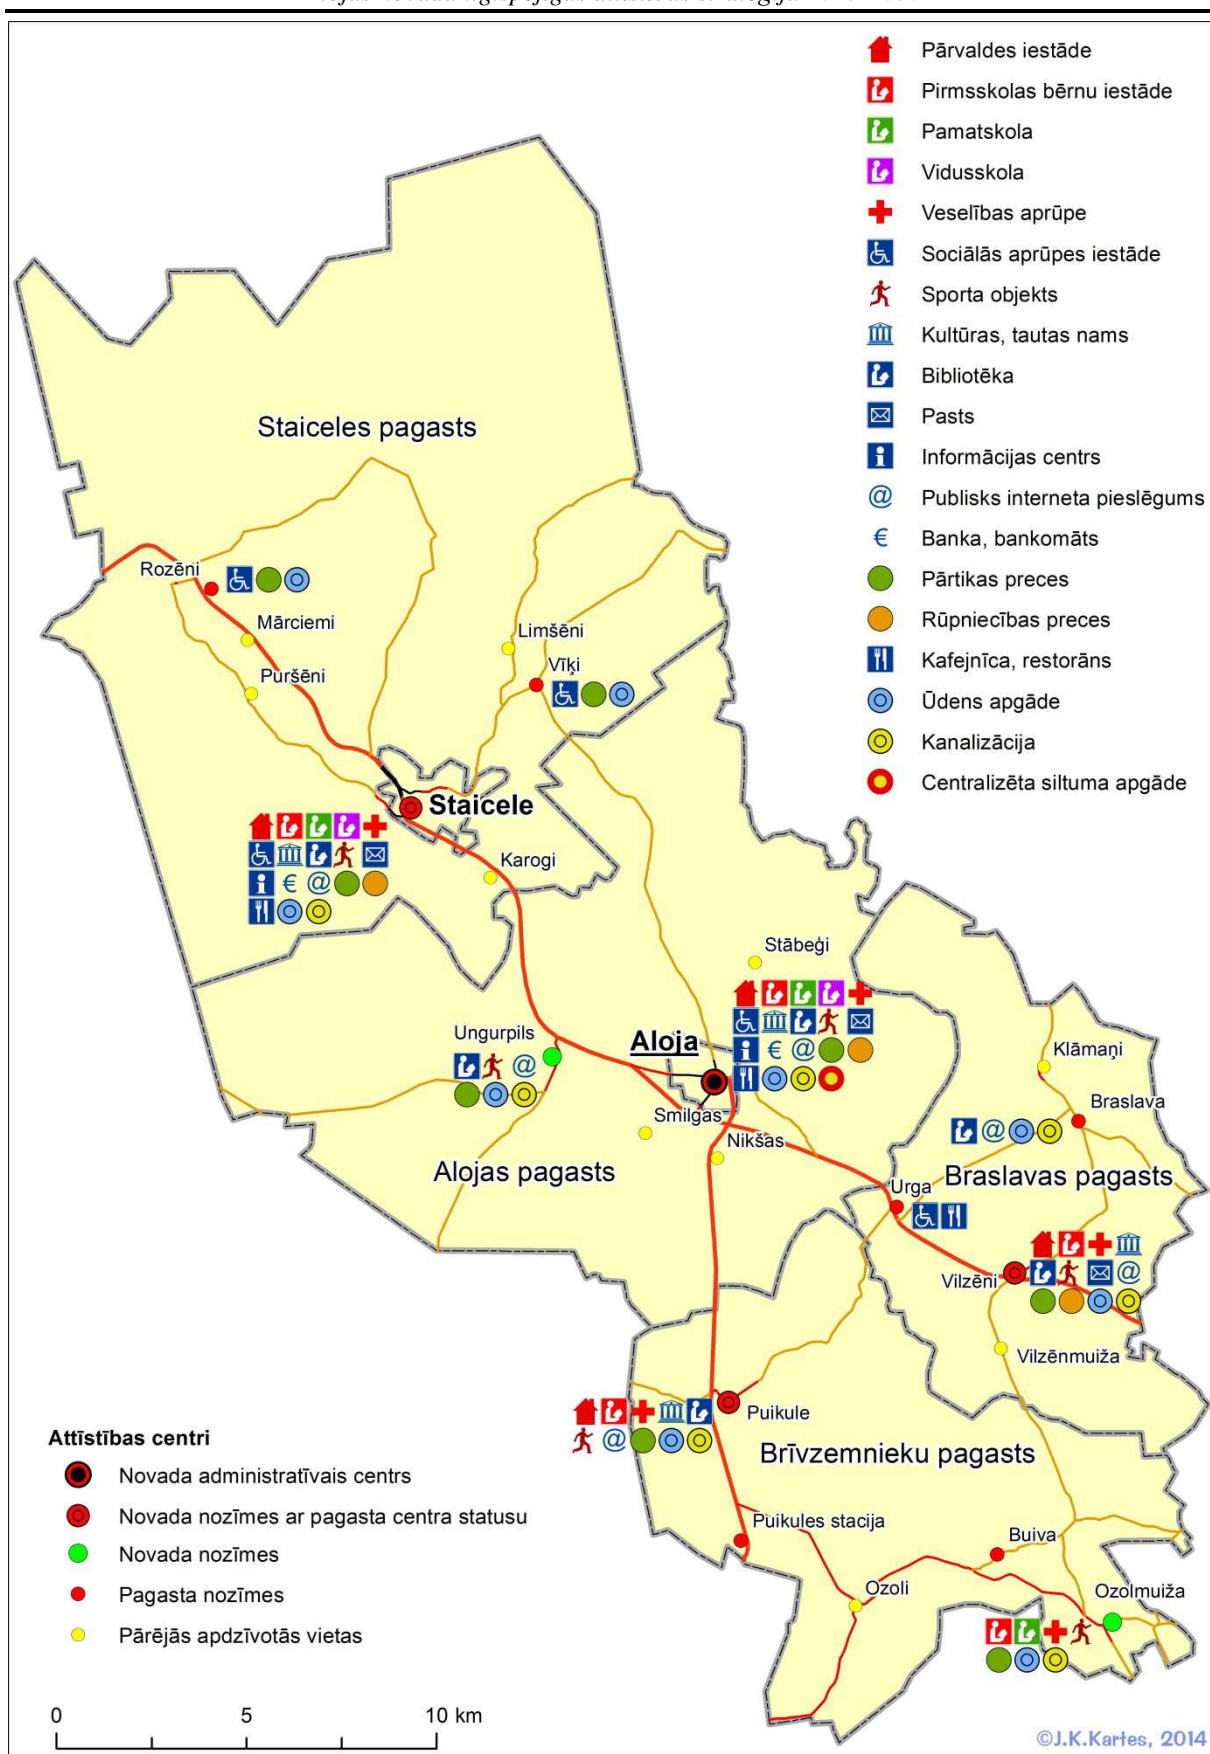 Pārvaldes iestāde
Pirmsskolas bērnu iestāde
Pamatskola
Vidusskola
Veselības aprūpe
Sociālās aprūpes iestāde
Sporta objekts
Kultūras, tautas nams
Bibliotēka
Pasts
Informācijas centrs
Publisks interneta pieslēgums
Banka, bankomāts
Pārtikas preces
Rūpniecības preces
Kafejnīca, restorāns
Ūdens apgāde
Kanalizācija
Centralizēta siltuma apgāde
Staiceles pagasts
Rozēni
Mārciemi
Puršēni
Limšēni
Vīķi
Staicele
Karogi
Stābeģi
Ungurpils
Aloja
Klāmaņi
Braslava
Smilgas
Nikšas
Alojas pagasts
Braslavas pagasts
Urga
Vilzēni
Vilzēnmuiža
Puikule
Brīvzemnieku pagasts
Puikules stacija
Buiva
Ozoli
Ozolmuiža
Attīstības centri
Novada administratīvais centrs
Novada nozīmes ar pagasta centra statusu
Novada nozīmes
Pagasta nozīmes
Pārējās apdzīvotās vietas
0 5 10 km
©J.K.Kartes, 2014